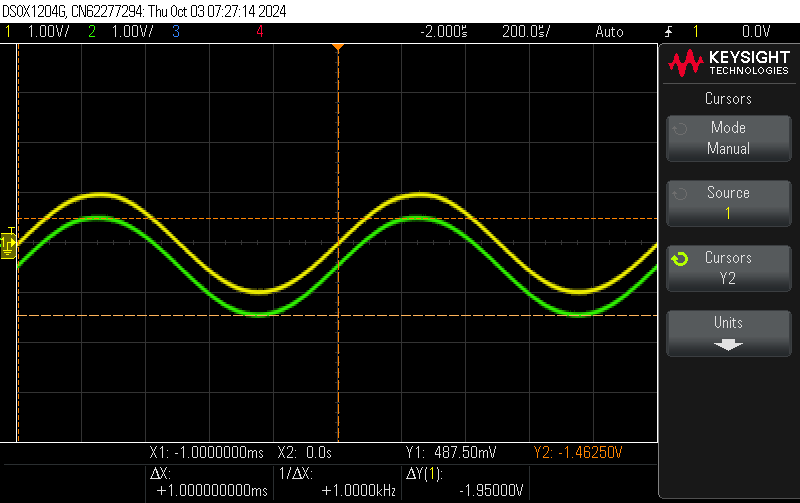 DSOX1204G, CN62277294: Thu Oct 03 07:27:14 2024
1 1.00V/ 2 1.00V/ 3 4 -2.000s 200.0s/ Auto 1 0.0V
KEYSIGHT
TECHNOLOGIES
Cursors
Mode
Manual
Source
1
Cursors
Y2
Units
T
1
X1: -1.0000000ms X2: 0.0s Y1: 487.50mV Y2: -1.46250V
ΔX: 1/ΔX: ΔY(1):
+1.000000000ms +1.0000kHz -1.95000V